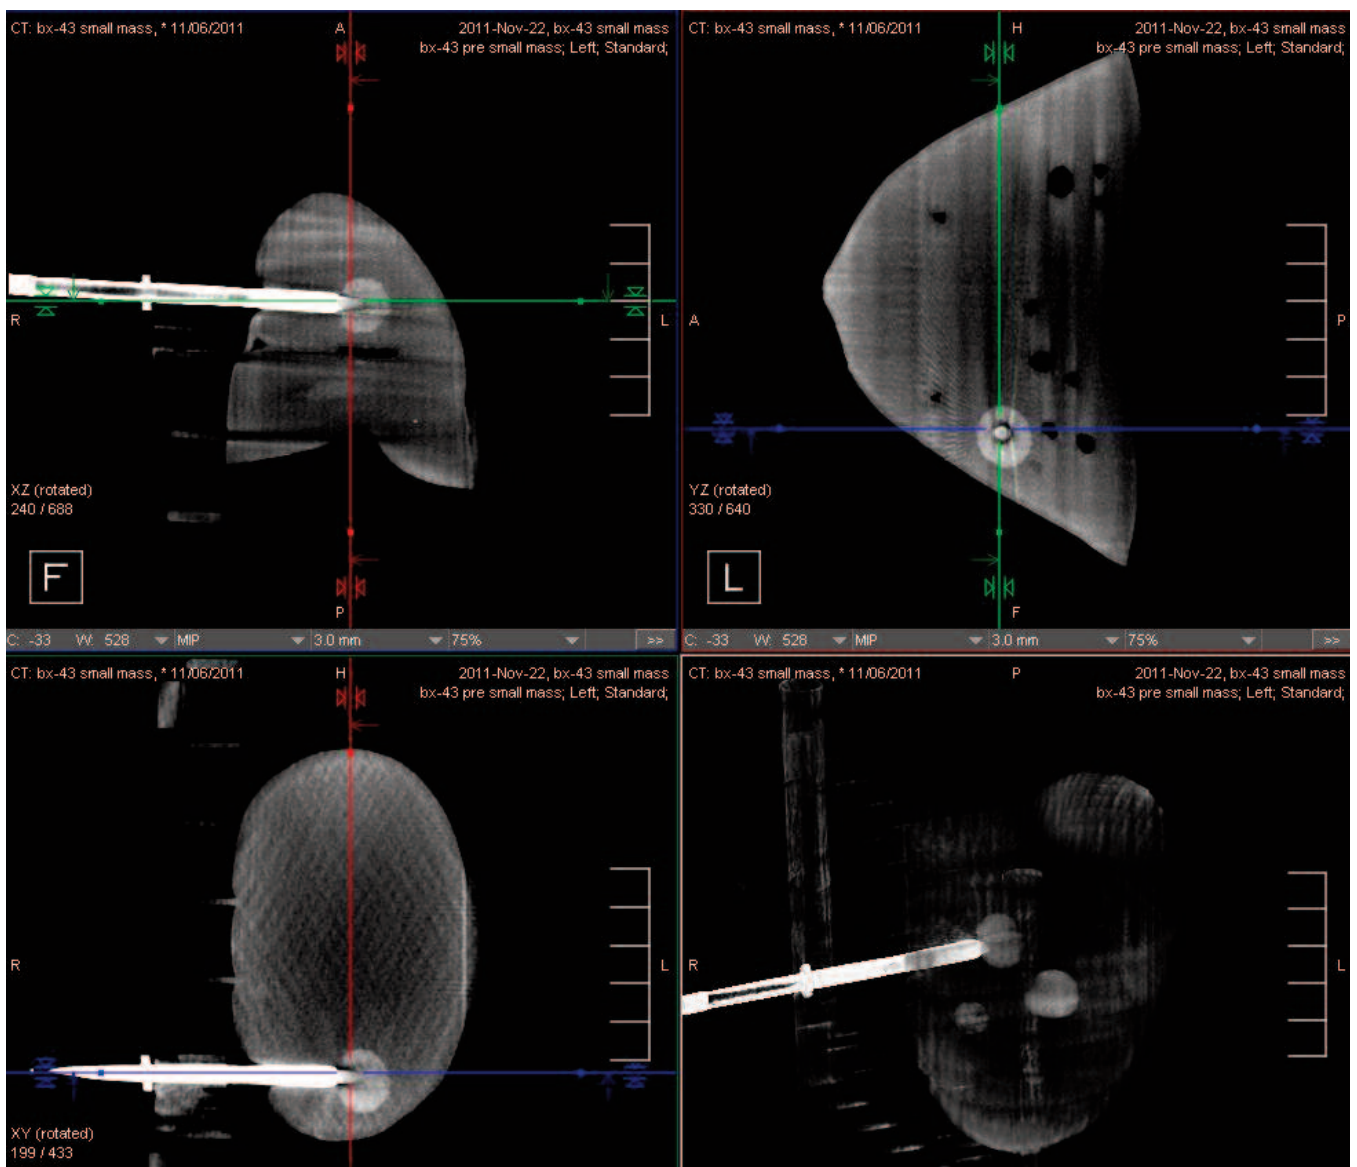 CT: bx-43 small mass, * 11/06/2011
A
2011-Nov-22, bx-43 small mass
bx-43 pre small mass; Left; Standard;
R
L
XZ (rotated)
240 / 688
F
P
C: -33 W: 528 MIP 3.0 mm 75% >>
CT: bx-43 small mass, * 11/06/2011
H
2011-Nov-22, bx-43 small mass
bx-43 pre small mass; Left; Standard;
A
P
YZ (rotated)
330 / 640
L
F
C: -33 W: 528 MIP 3.0 mm 75% >>
CT: bx-43 small mass, * 11/06/2011
H
2011-Nov-22, bx-43 small mass
bx-43 pre small mass; Left; Standard;
R
L
XY (rotated)
199 / 433
CT: bx-43 small mass, * 11/06/2011
P
2011-Nov-22, bx-43 small mass
bx-43 pre small mass; Left; Standard;
R
L